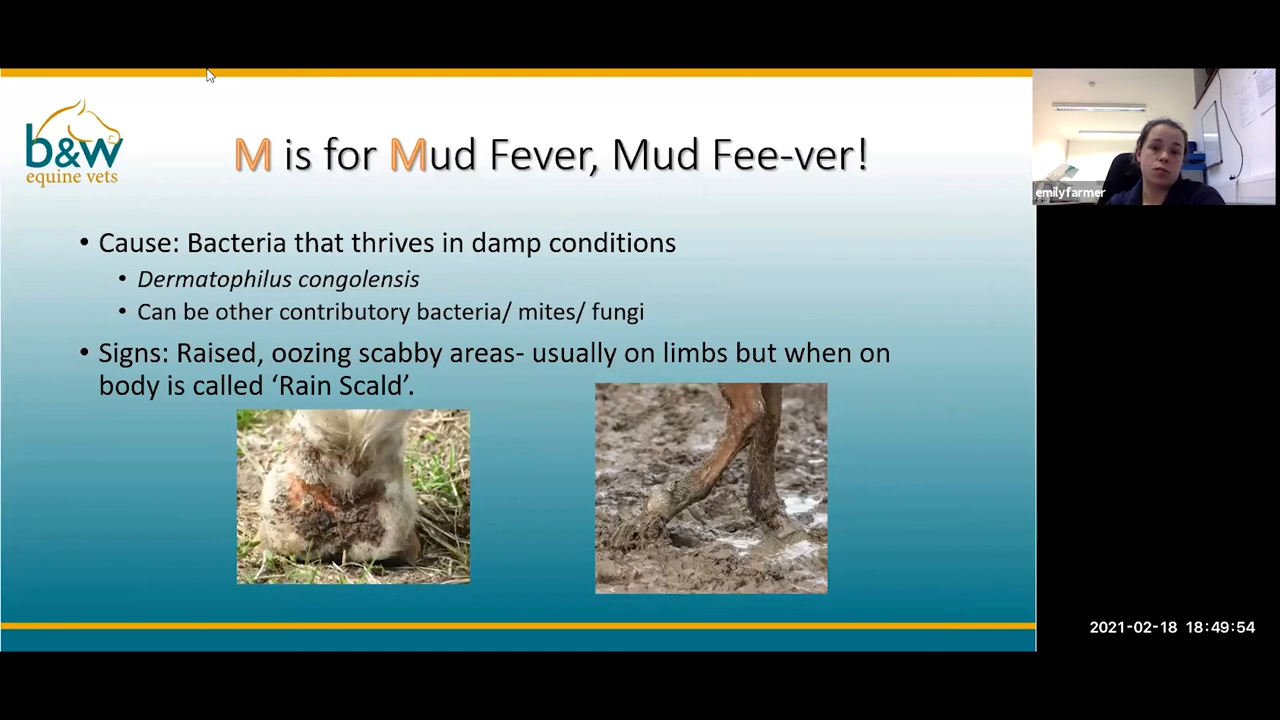 b&w
equine vets
M is for Mud Fever, Mud Fee-ver!
• Cause: Bacteria that thrives in damp conditions
• Dermatophilus congolensis
• Can be other contributory bacteria/ mites/ fungi
• Signs: Raised, oozing scabby areas- usually on limbs but when on
body is called ‘Rain Scald’.
emilyfarmer
2021-02-18 18:49:54